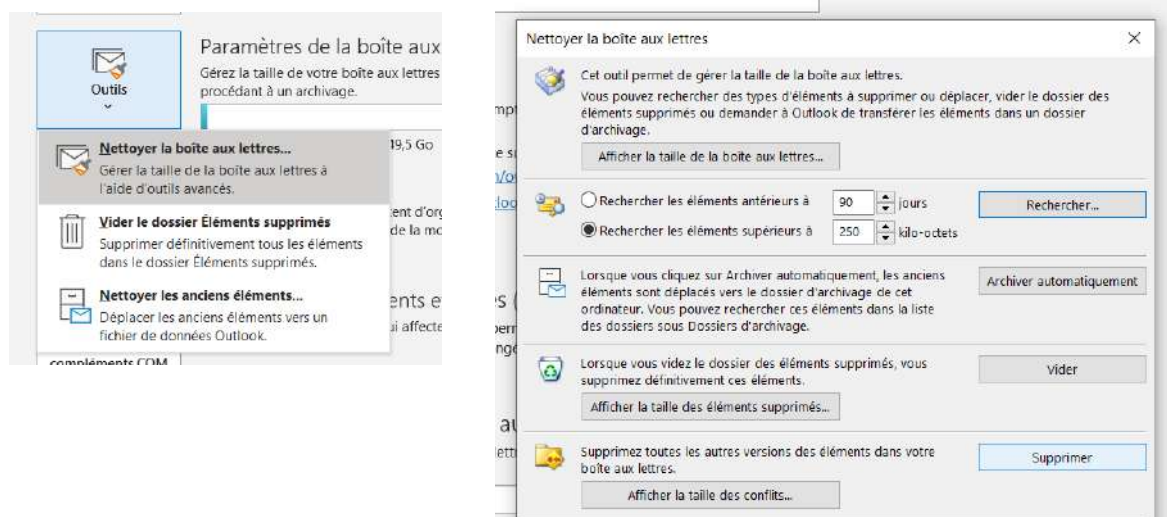 Outils
Paramètres de la boîte aux
Gérez la taille de votre boîte aux lettres
procédant à un archivage.
19,5 Go
Nettoyer la boîte aux lettres...
Gérer la taille de la boîte aux lettres à
l'aide d'outils avancés.
Vider le dossier Éléments supprimés
Supprimer définitivement tous les éléments
dans le dossier Éléments supprimés.
Nettoyer les anciens éléments...
Déplacer les anciens éléments vers un
fichier de données Outlook.
compléments COM
Nettoyer la boîte aux lettres
Cet outil permet de gérer la taille de la boîte aux lettres.
Vous pouvez rechercher des types d'éléments à supprimer ou déplacer, vider le dossier des
éléments supprimés ou demander à Outlook de transférer les éléments dans un dossier
d'archivage.
Afficher la taille de la boîte aux lettres...
Rechercher les éléments antérieurs à 90 jours
Rechercher...
Rechercher les éléments supérieurs à 250 kilo-octets
Lorsque vous cliquez sur Archiver automatiquement, les anciens
éléments sont déplacés vers le dossier d'archivage de cet
ordinateur. Vous pouvez rechercher ces éléments dans la liste
des dossiers sous Dossiers d'archivage.
Archiver automatiquement
Lorsque vous videz le dossier des éléments supprimés, vous
supprimez définitivement ces éléments.
Vider
Afficher la taille des éléments supprimés...
Supprimez toutes les autres versions des éléments dans votre
boîte aux lettres.
Supprimer
Afficher la taille des conflits...